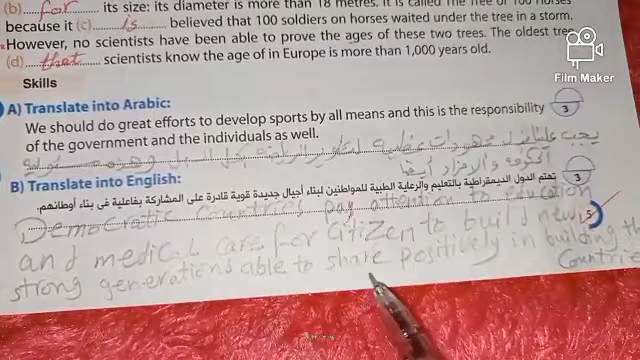 (b) for its size: its diameter is more than 18 metres. It is called The Tree of 100 Horses
because it (c) is believed that 100 soldiers on horses waited under the tree in a storm.
However, no scientists have been able to prove the ages of these two trees. The oldest tree
(d) that scientists know the age of in Europe is more than 1,000 years old.
Film Maker
Skills
A) Translate into Arabic:
3
We should do great efforts to develop sports by all means and this is the responsibility
of the government and the individuals as well.
يجب علينا مجهودات عظيمة لتطوير الرياضة بكل السبل وهذه
الحكومة والأفراد أيضا
B) Translate into English:
3
تهتم الدول الديمقراطية بالتعليم والرعاية الطبية للمواطنين لبناء أجيال جديدة قوية قادرة على المشاركة بفاعلية في بناء أوطانهم.
Democratic Countries pay attention to education
and medical care for citizen to build new
strong generations able to share positively in building the
Countries